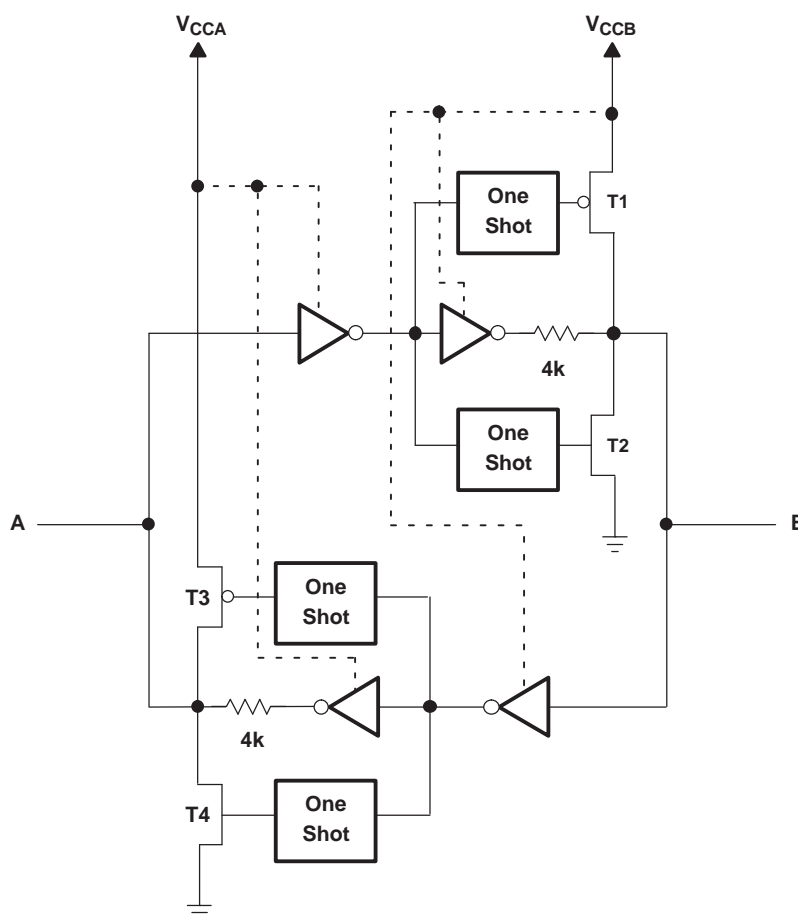 VCCA
VCCB
One
Shot
T1
4k
One
Shot
T2
A
B
T3
One
Shot
4k
T4
One
Shot